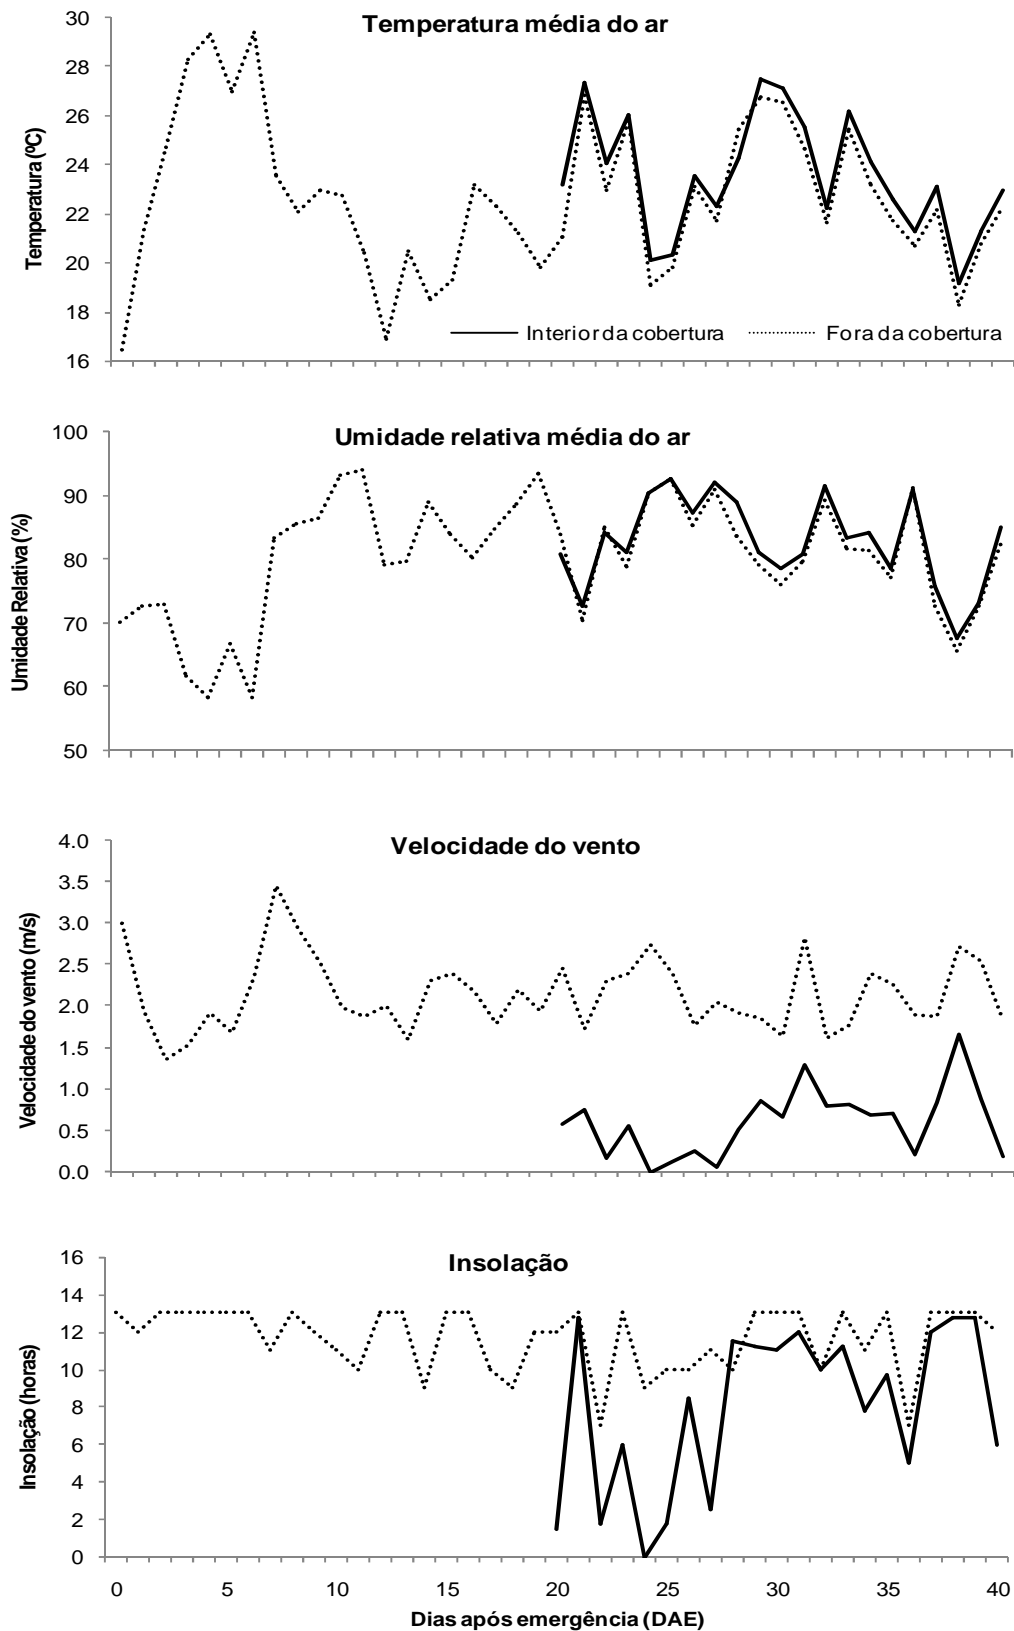 Temperatura média do ar
30
28
26
24
22
20
18
16
Temperatura (ºC)
Interior da cobertura
Fora da cobertura
Umidade relativa média do ar
100
90
80
70
60
50
Umidade Relativa (%)
Velocidade do vento
4.0
3.5
3.0
2.5
2.0
1.5
1.0
0.5
0.0
Velocidade do vento (m/s)
Insolação
16
14
12
10
8
6
4
2
0
Insolação (horas)
0 5 10 15 20 25 30 35 40
Dias após emergência (DAE)